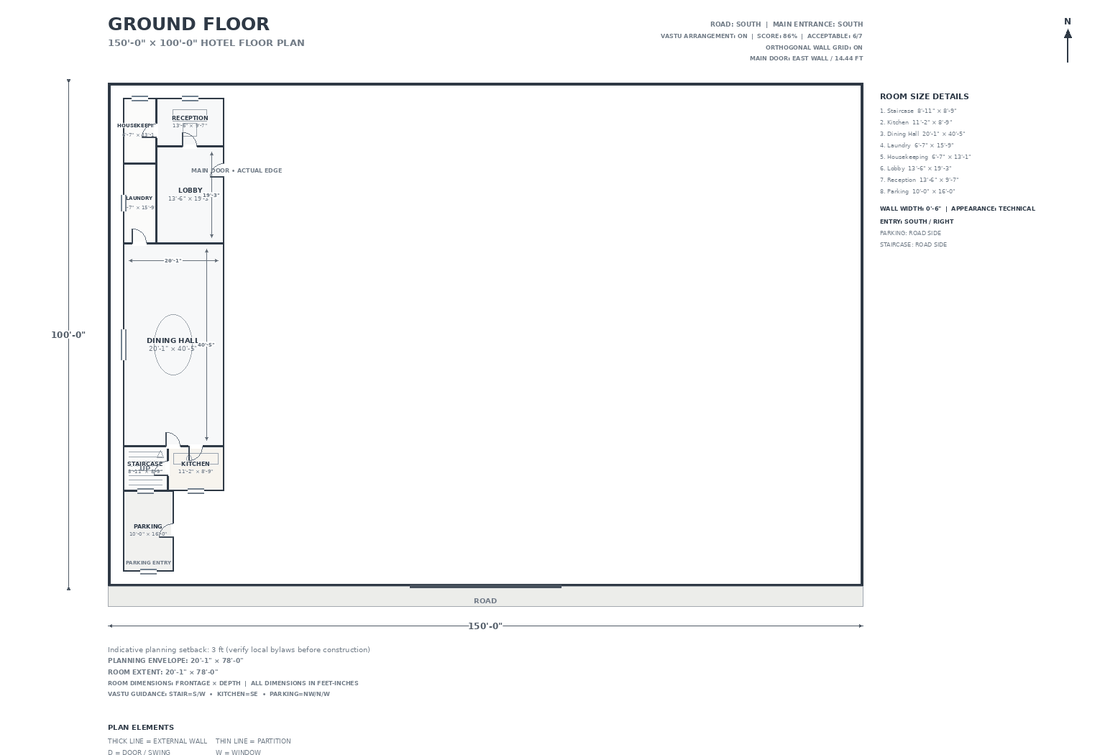 GROUND FLOOR
150'-0" × 100'-0" HOTEL FLOOR PLAN
ROAD: SOUTH | MAIN ENTRANCE: SOUTH
VASTU ARRANGEMENT: ON | SCORE: 86% | ACCEPTABLE: 6/7
ORTHOGONAL WALL GRID: ON
MAIN DOOR: EAST WALL / 14.44 FT
N
ROOM SIZE DETAILS
1. Staircase 8'-11" × 8'-9"
2. Kitchen 11'-2" × 8'-9"
3. Dining Hall 20'-1" × 40'-5"
4. Laundry 6'-7" × 15'-9"
5. Housekeeping 6'-7" × 13'-1"
6. Lobby 13'-6" × 19'-3"
7. Reception 13'-6" × 9'-7"
8. Parking 10'-0" × 16'-0"
WALL WIDTH: 0'-6" | APPEARANCE: TECHNICAL
ENTRY: SOUTH / RIGHT
PARKING: ROAD SIDE
STAIRCASE: ROAD SIDE
RECEPTION
13'-6" × 9'-7"
HOUSEKEEPI
MAIN DOOR • ACTUAL EDGE
LOBBY
13'-6" × 19'-3"
19'-3"
LAUNDRY
20'-1"
100'-0"
DINING HALL
20'-1" × 40'-5"
40'-5"
STAIRCASE
KITCHEN
11'-2" × 8'-9"
PARKING
10'-0" × 16'-0"
PARKING ENTRY
ROAD
150'-0"
Indicative planning setback: 3 ft (verify local bylaws before construction)
PLANNING ENVELOPE: 20'-1" × 78'-0"
ROOM EXTENT: 20'-1" × 78'-0"
ROOM DIMENSIONS: FRONTAGE × DEPTH | ALL DIMENSIONS IN FEET-INCHES
VASTU GUIDANCE: STAIR=S/W • KITCHEN=SE • PARKING=NW/N/W
PLAN ELEMENTS
THICK LINE = EXTERNAL WALL THIN LINE = PARTITION
D = DOOR / SWING W = WINDOW